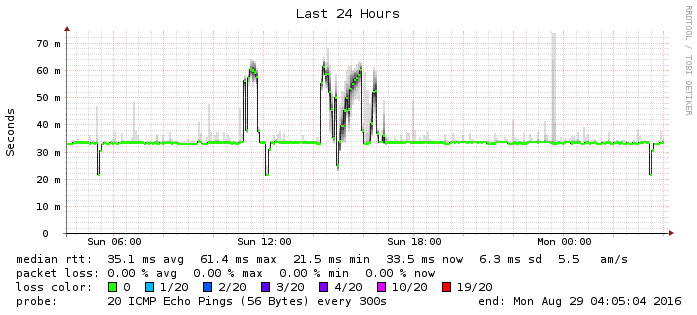 Last 24 Hours
RRDTOOL / TOBI OETIKER
Seconds
70 m
60 m
50 m
40 m
30 m
20 m
10 m
0
Sun 06:00 Sun 12:00 Sun 18:00 Mon 00:00
median rtt: 35.1 ms avg 61.4 ms max 21.5 ms min 33.5 ms now 6.3 ms sd 5.5 am/s
packet loss: 0.00 % avg 0.00 % max 0.00 % min 0.00 % now
loss color: 0 1/20 2/20 3/20 4/20 10/20 19/20
probe: 20 ICMP Echo Pings (56 Bytes) every 300s end: Mon Aug 29 04:05:04 2016